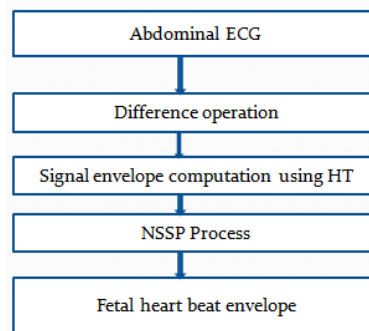 Abdominal ECG
Difference operation
Signal envelope computation using HT
NSSP Process
Fetal heart beat envelope